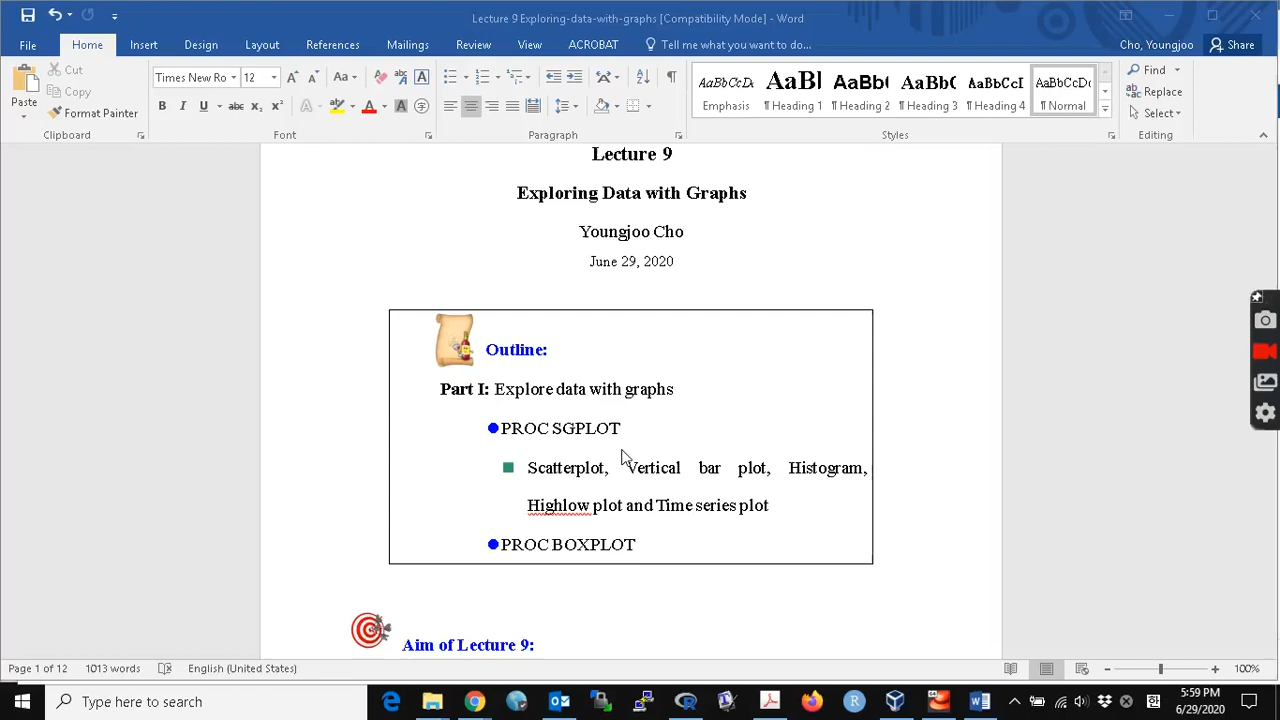 Lecture 9 Exploring-data-with-graphs [Compatibility Mode] - Word
File Home Insert Design Layout References Mailings Review View ACROBAT Tell me what you want to do... Cho, Youngjoo Share
Paste
Cut
Copy
Format Painter
Clipboard
Times New Ro 12
Font
Paragraph
AaBbCcDc AaBl AaBb( AaBbC AaBbCcI AaBbCcDc
Emphasis ¶ Heading 1 ¶ Heading 2 ¶ Heading 3 ¶ Heading 4 ¶ Normal
Styles
Find
Replace
Select
Editing
Lecture 9
Exploring Data with Graphs
Youngjoo Cho
June 29, 2020
Outline:
Part I: Explore data with graphs
PROC SGPLOT
Scatterplot, Vertical bar plot, Histogram,
Highlow plot and Time series plot
PROC BOXPLOT
Aim of Lecture 9:
Page 1 of 12 1013 words English (United States) 100%
Type here to search
5:59 PM
6/29/2020